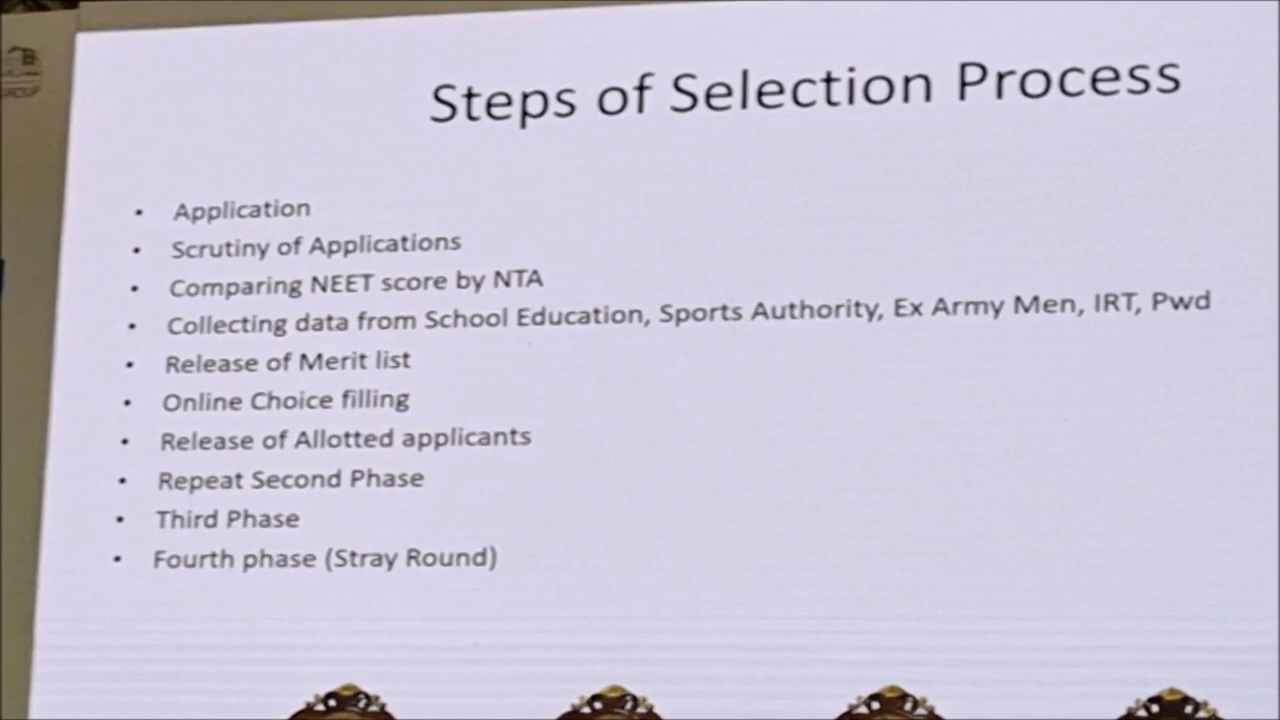 Steps of Selection Process
• Application
• Scrutiny of Applications
• Comparing NEET score by NTA
• Collecting data from School Education, Sports Authority, Ex Army Men, IRT, Pwd
• Release of Merit list
• Online Choice filling
• Release of Allotted applicants
• Repeat Second Phase
• Third Phase
• Fourth phase (Stray Round)